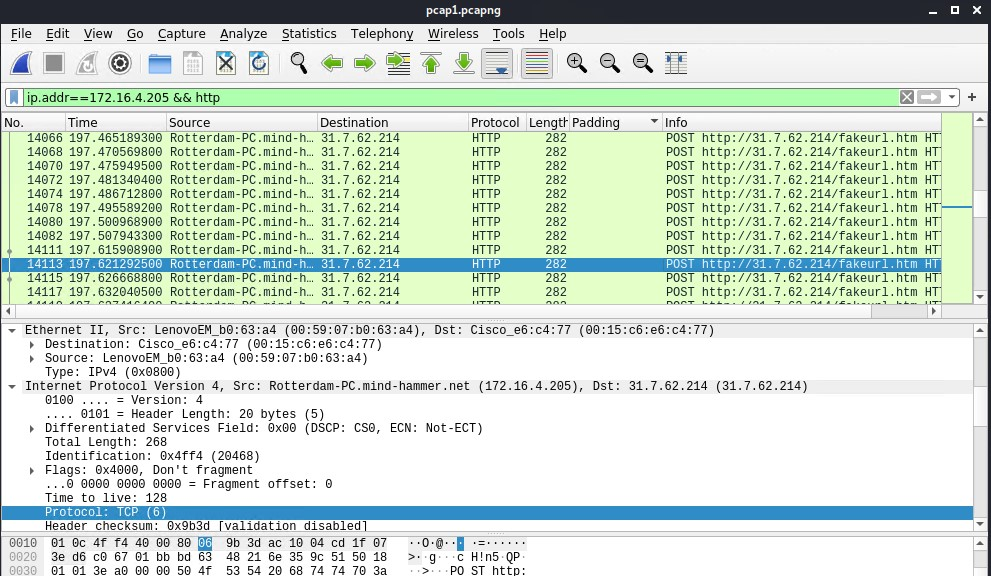 pcap1.pcapng
File Edit View Go Capture Analyze Statistics Telephony Wireless Tools Help
ip.addr==172.16.4.205 && http
No. Time Source Destination Protocol Length Padding Info
14066 197.465189300 Rotterdam-PC.mind-h… 31.7.62.214 HTTP 282 POST http://31.7.62.214/fakeurl.htm HT
14068 197.470569800 Rotterdam-PC.mind-h… 31.7.62.214 HTTP 282 POST http://31.7.62.214/fakeurl.htm HT
14070 197.475949500 Rotterdam-PC.mind-h… 31.7.62.214 HTTP 282 POST http://31.7.62.214/fakeurl.htm HT
14072 197.481340400 Rotterdam-PC.mind-h… 31.7.62.214 HTTP 282 POST http://31.7.62.214/fakeurl.htm HT
14074 197.486712800 Rotterdam-PC.mind-h… 31.7.62.214 HTTP 282 POST http://31.7.62.214/fakeurl.htm HT
14078 197.495589200 Rotterdam-PC.mind-h… 31.7.62.214 HTTP 282 POST http://31.7.62.214/fakeurl.htm HT
14080 197.500968900 Rotterdam-PC.mind-h… 31.7.62.214 HTTP 282 POST http://31.7.62.214/fakeurl.htm HT
14082 197.507943300 Rotterdam-PC.mind-h… 31.7.62.214 HTTP 282 POST http://31.7.62.214/fakeurl.htm HT
14111 197.615908900 Rotterdam-PC.mind-h… 31.7.62.214 HTTP 282 POST http://31.7.62.214/fakeurl.htm HT
14113 197.621292500 Rotterdam-PC.mind-h… 31.7.62.214 HTTP 282 POST http://31.7.62.214/fakeurl.htm HT
14115 197.626668800 Rotterdam-PC.mind-h… 31.7.62.214 HTTP 282 POST http://31.7.62.214/fakeurl.htm HT
14117 197.632040500 Rotterdam-PC.mind-h… 31.7.62.214 HTTP 282 POST http://31.7.62.214/fakeurl.htm HT
Ethernet II, Src: LenovoEM_b0:63:a4 (00:59:07:b0:63:a4), Dst: Cisco_e6:c4:77 (00:15:c6:e6:c4:77)
Destination: Cisco_e6:c4:77 (00:15:c6:e6:c4:77)
Source: LenovoEM_b0:63:a4 (00:59:07:b0:63:a4)
Type: IPv4 (0x0800)
Internet Protocol Version 4, Src: Rotterdam-PC.mind-hammer.net (172.16.4.205), Dst: 31.7.62.214 (31.7.62.214)
0100 .... = Version: 4
.... 0101 = Header Length: 20 bytes (5)
Differentiated Services Field: 0x00 (DSCP: CS0, ECN: Not-ECT)
Total Length: 268
Identification: 0x4ff4 (20468)
Flags: 0x4000, Don't fragment
...0 0000 0000 0000 = Fragment offset: 0
Time to live: 128
Protocol: TCP (6)
Header checksum: 0x9b3d [validation disabled]
0010 01 0c 4f f4 40 00 80 06 9b 3d ac 10 04 cd 1f 07 ··O·@··· ·=······
0020 3e d6 c0 67 01 bb bd 63 48 21 6e 35 9c 51 50 18 >··g···c H!n5·QP·
0030 01 01 3e a0 00 00 50 4f 53 54 20 68 74 74 70 3a ··>···PO ST http: